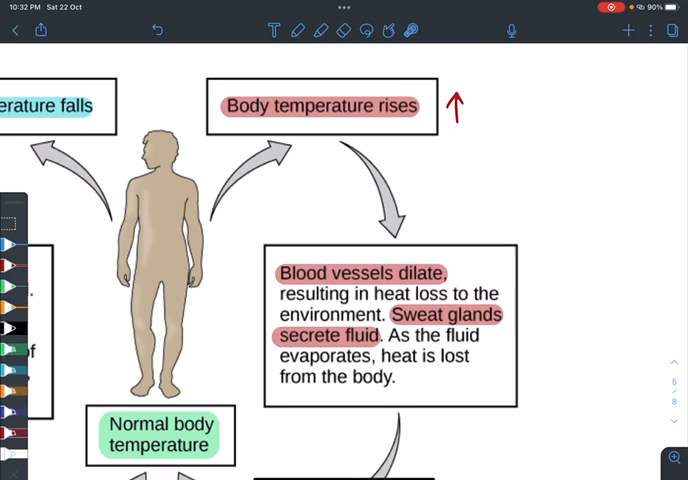 10:32 PM Sat 22 Oct
90%
erature falls
Body temperature rises
Blood vessels dilate,
resulting in heat loss to the
environment. Sweat glands
secrete fluid. As the fluid
evaporates, heat is lost
from the body.
of
Normal body
temperature
5
/
8